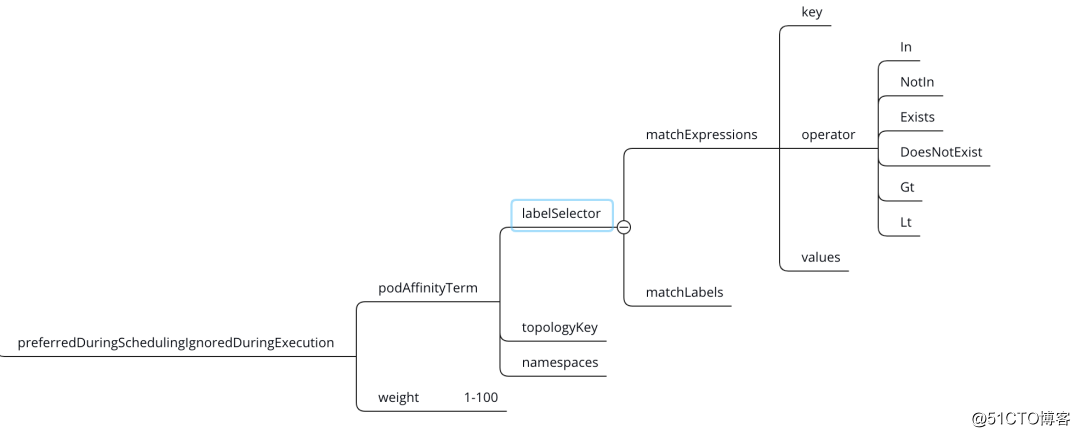 key
In
NotIn
Exists
matchExpressions
operator
DoesNotExist
Gt
labelSelector
Lt
values
podAffinityTerm
matchLabels
topologyKey
preferredDuringSchedulingIgnoredDuringExecution
namespaces
weight 1-100
@51CTO博客